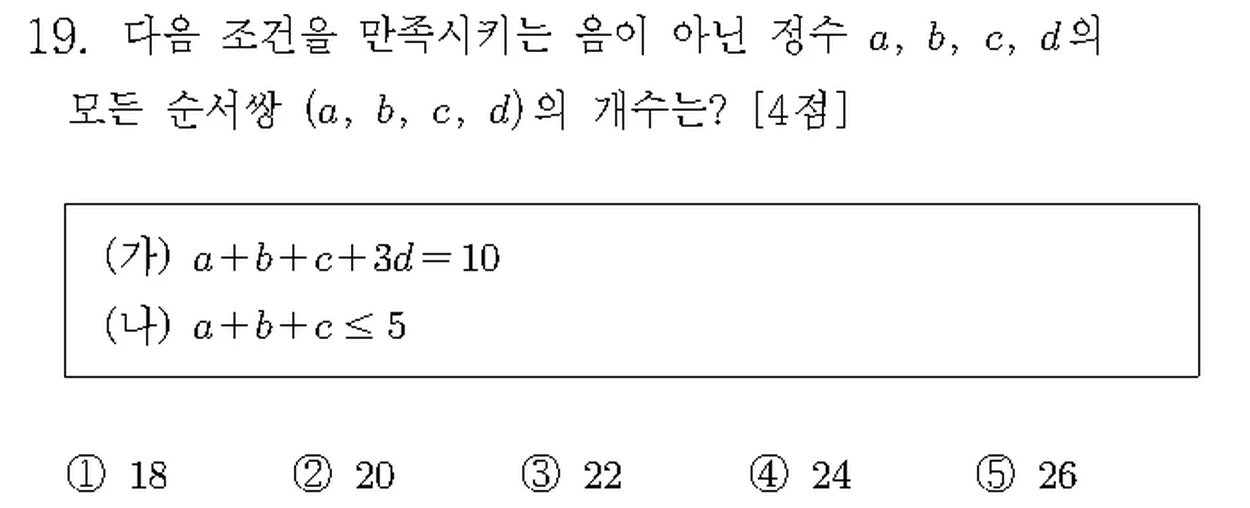 19. 다음 조건을 만족시키는 음이 아닌 정수 a, b, c, d의
모든 순서쌍 (a, b, c, d)의 개수는? [4점]
(가) a+b+c+3d=10
(나) a+b+c≤5
① 18 ② 20 ③ 22 ④ 24 ⑤ 26